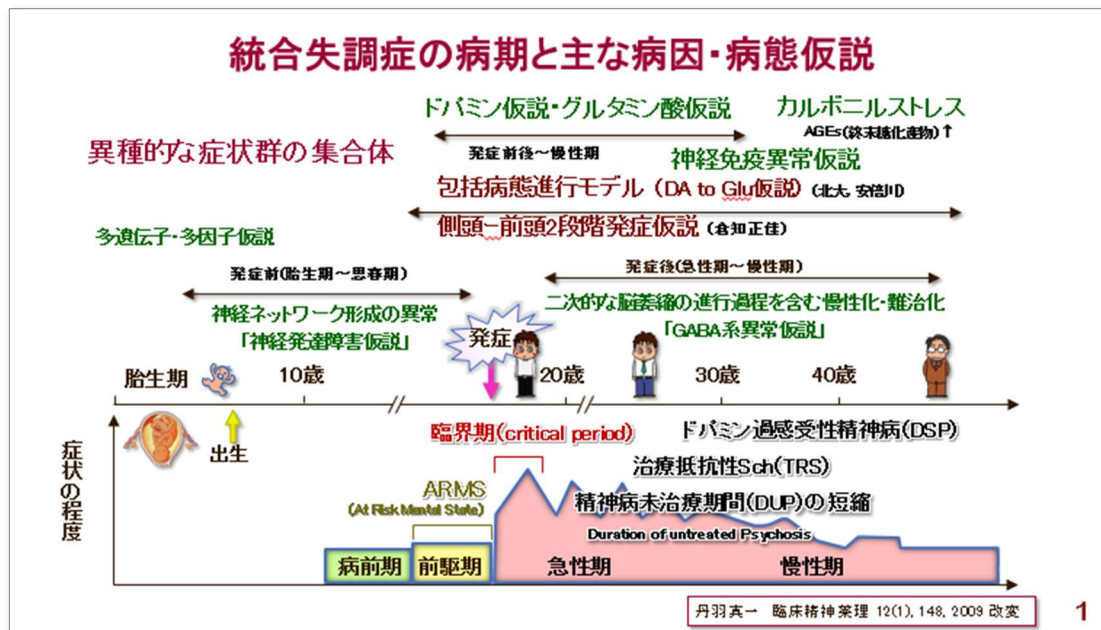 統合失調症の病期と主な病因・病態仮説
ドパミン仮説・グルタミン酸仮説
カルボニルストレス
AGEs(終末糖化産物)↑
異種的な症状群の集合体
発症前後～慢性期
神経免疫異常仮説
包括病態進行モデル（DA to Glu仮説）(北大, 安倍川)
側頭ー前頭2段階発症仮説（倉知正佳）
多遺伝子・多因子仮説
発症前(胎生期～思春期)
発症後(急性期～慢性期)
神経ネットワーク形成の異常
「神経発達障害仮説」
二次的な脳萎縮の進行過程を含む慢性化・難治化
「GABA系異常仮説」
発症
胎生期
10歳
20歳
30歳
40歳
出生
症状の程度
臨界期(critical period)
ドパミン過感受性精神病(DSP)
治療抵抗性Sch(TRS)
ARMS
(At Risk Mental State)
精神病未治療期間(DUP)の短縮
Duration of untreated Psychosis
病前期
前駆期
急性期
慢性期
丹羽真一 臨床精神薬理 12(1), 148, 2009 改変
1